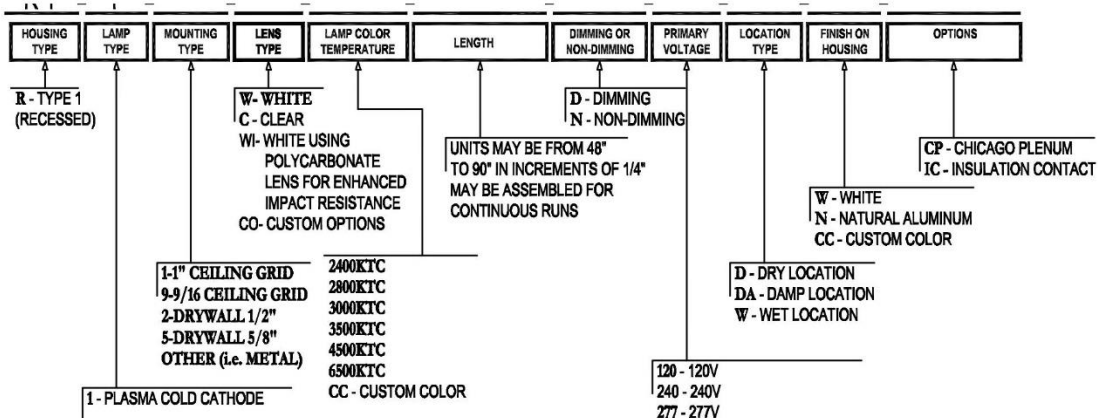 HOUSING TYPE
LAMP TYPE
MOUNTING TYPE
LENS TYPE
LAMP COLOR TEMPERATURE
LENGTH
DIMMING OR NON-DIMMING
PRIMARY VOLTAGE
LOCATION TYPE
FINISH ON HOUSING
OPTIONS
R - TYPE 1
(RECESSED)
1 - PLASMA COLD CATHODE
1-1" CEILING GRID
9-9/16 CEILING GRID
2-DRYWALL 1/2"
5-DRYWALL 5/8"
OTHER (i.e. METAL)
W- WHITE
C - CLEAR
WI- WHITE USING
POLYCARBONATE
LENS FOR ENHANCED
IMPACT RESISTANCE
CO- CUSTOM OPTIONS
2400KTC
2800KTC
3000KTC
3500KTC
4500KTC
6500KTC
CC - CUSTOM COLOR
UNITS MAY BE FROM 48"
TO 90" IN INCREMENTS OF 1/4"
MAY BE ASSEMBLED FOR
CONTINUOUS RUNS
D - DIMMING
N - NON-DIMMING
120 - 120V
240 - 240V
277 - 277V
D - DRY LOCATION
DA - DAMP LOCATION
W - WET LOCATION
W - WHITE
N - NATURAL ALUMINUM
CC - CUSTOM COLOR
CP - CHICAGO PLENUM
IC - INSULATION CONTACT